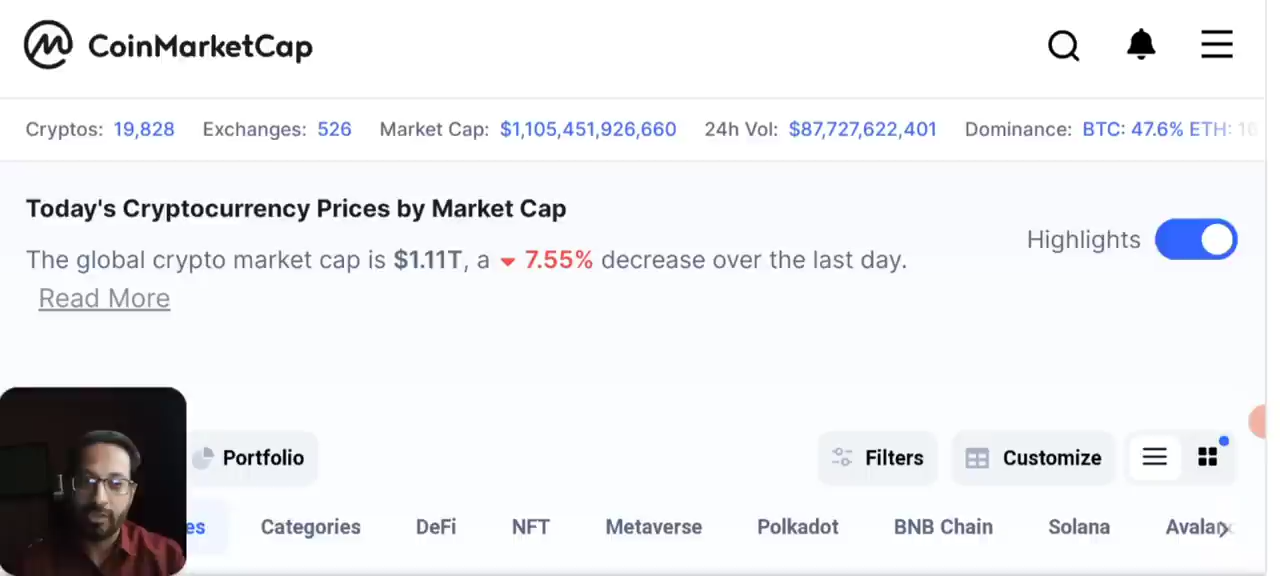 CoinMarketCap
Cryptos: 19,828 Exchanges: 526 Market Cap: $1,105,451,926,660 24h Vol: $87,727,622,401 Dominance: BTC: 47.6% ETH:
Today's Cryptocurrency Prices by Market Cap
Highlights
The global crypto market cap is $1.11T, a 7.55% decrease over the last day.
Read More
Portfolio Filters Customize
Categories DeFi NFT Metaverse Polkadot BNB Chain Solana